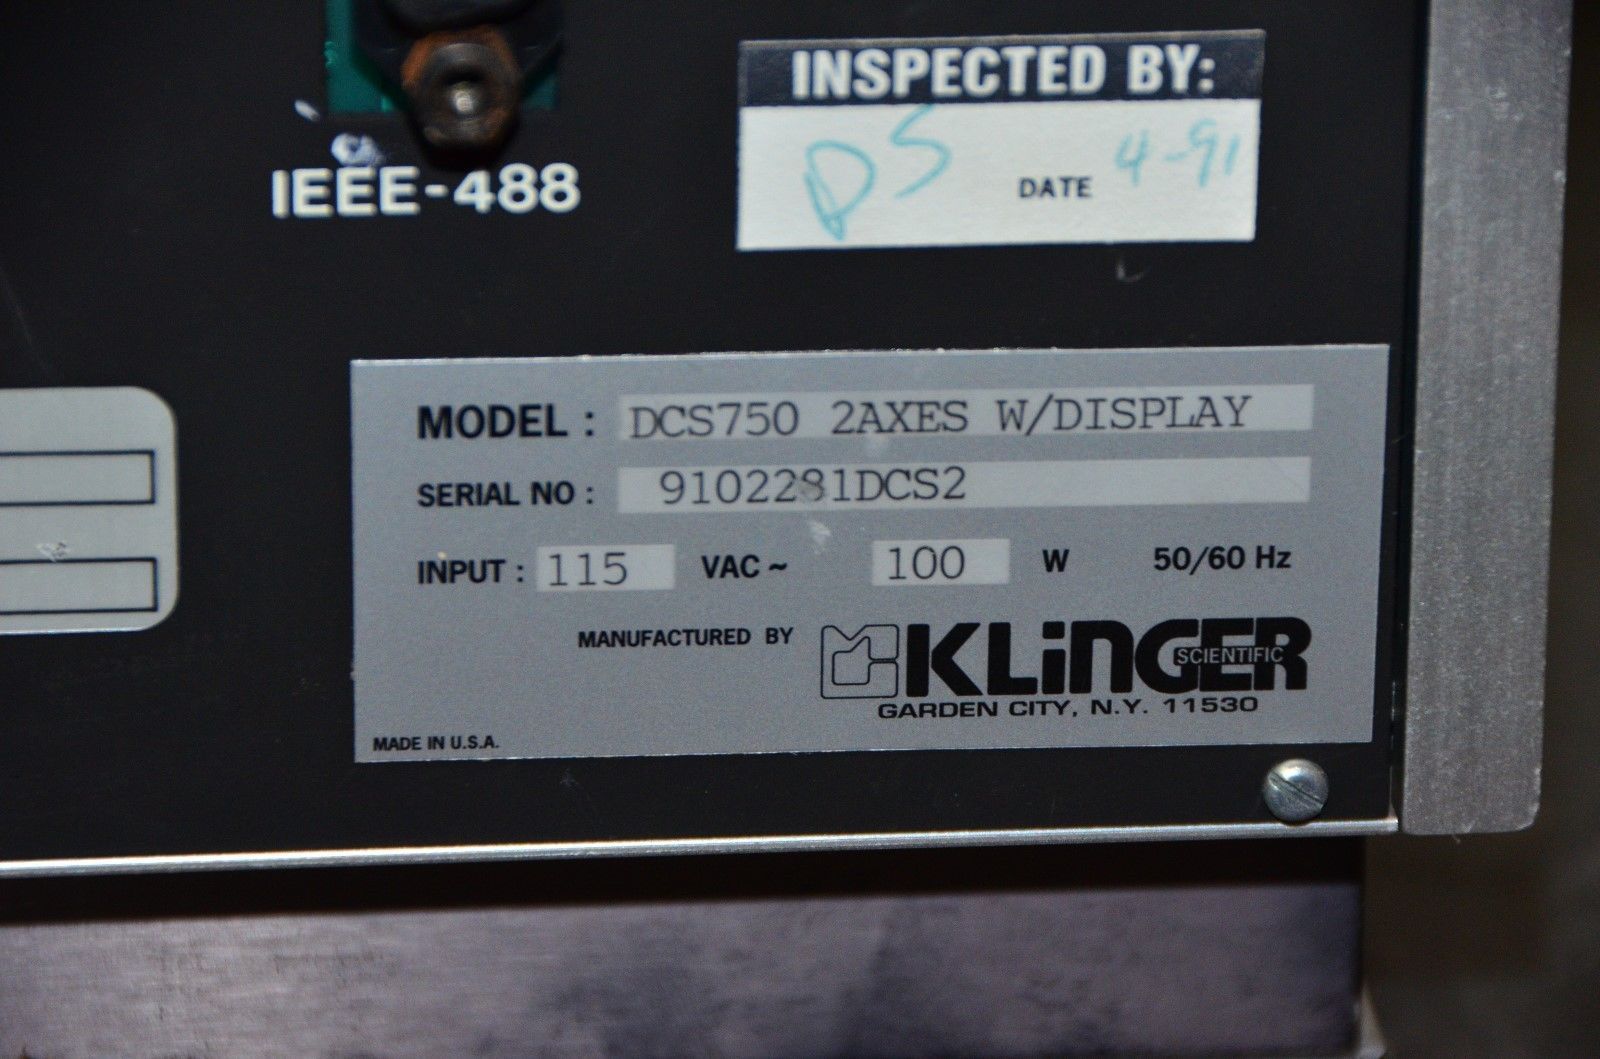 INSPECTED BY:
DS DATE 4-91
IEEE-488
MODEL : DCS750 2AXES W/DISPLAY
SERIAL NO : 9102281DCS2
INPUT : 115 VAC ~ 100 W 50/60 Hz
MANUFACTURED BY KLINGER
SCIENTIFIC
GARDEN CITY, N.Y. 11530
MADE IN U.S.A.